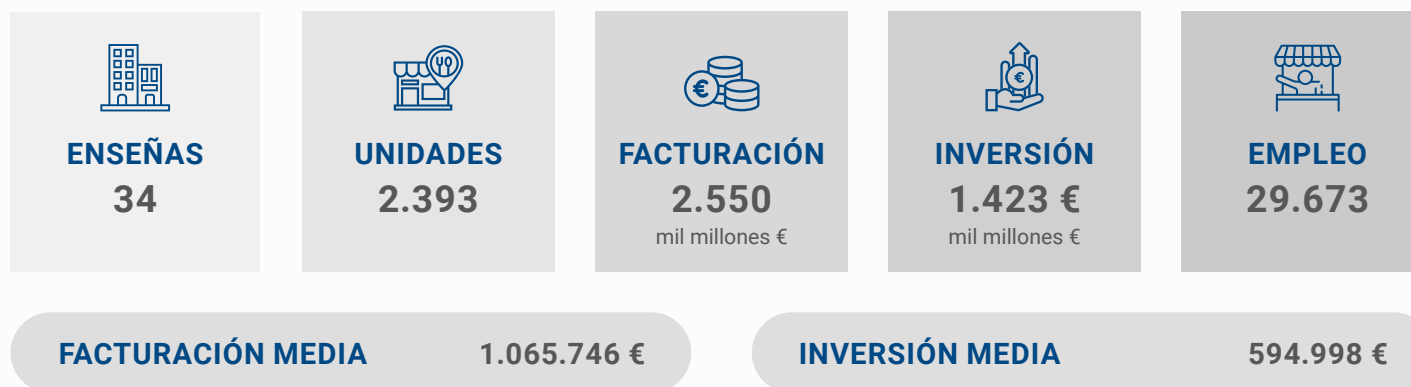 ENSEÑAS
34
UNIDADES
2.393
FACTURACIÓN
2.550
mil millones €
INVERSIÓN
1.423 €
mil millones €
EMPLEO
29.673
FACTURACIÓN MEDIA 1.065.746 €
INVERSIÓN MEDIA 594.998 €